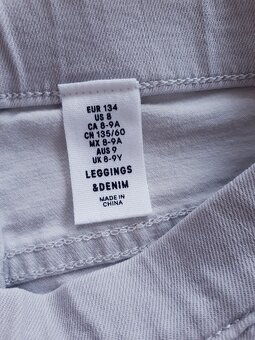 EUR 134
US 8
CA 8-9A
CN 135/60
MX 8-9A
AUS 9
UK 8-9Y
LEGGINGS
&DENIM
MADE IN
CHINA